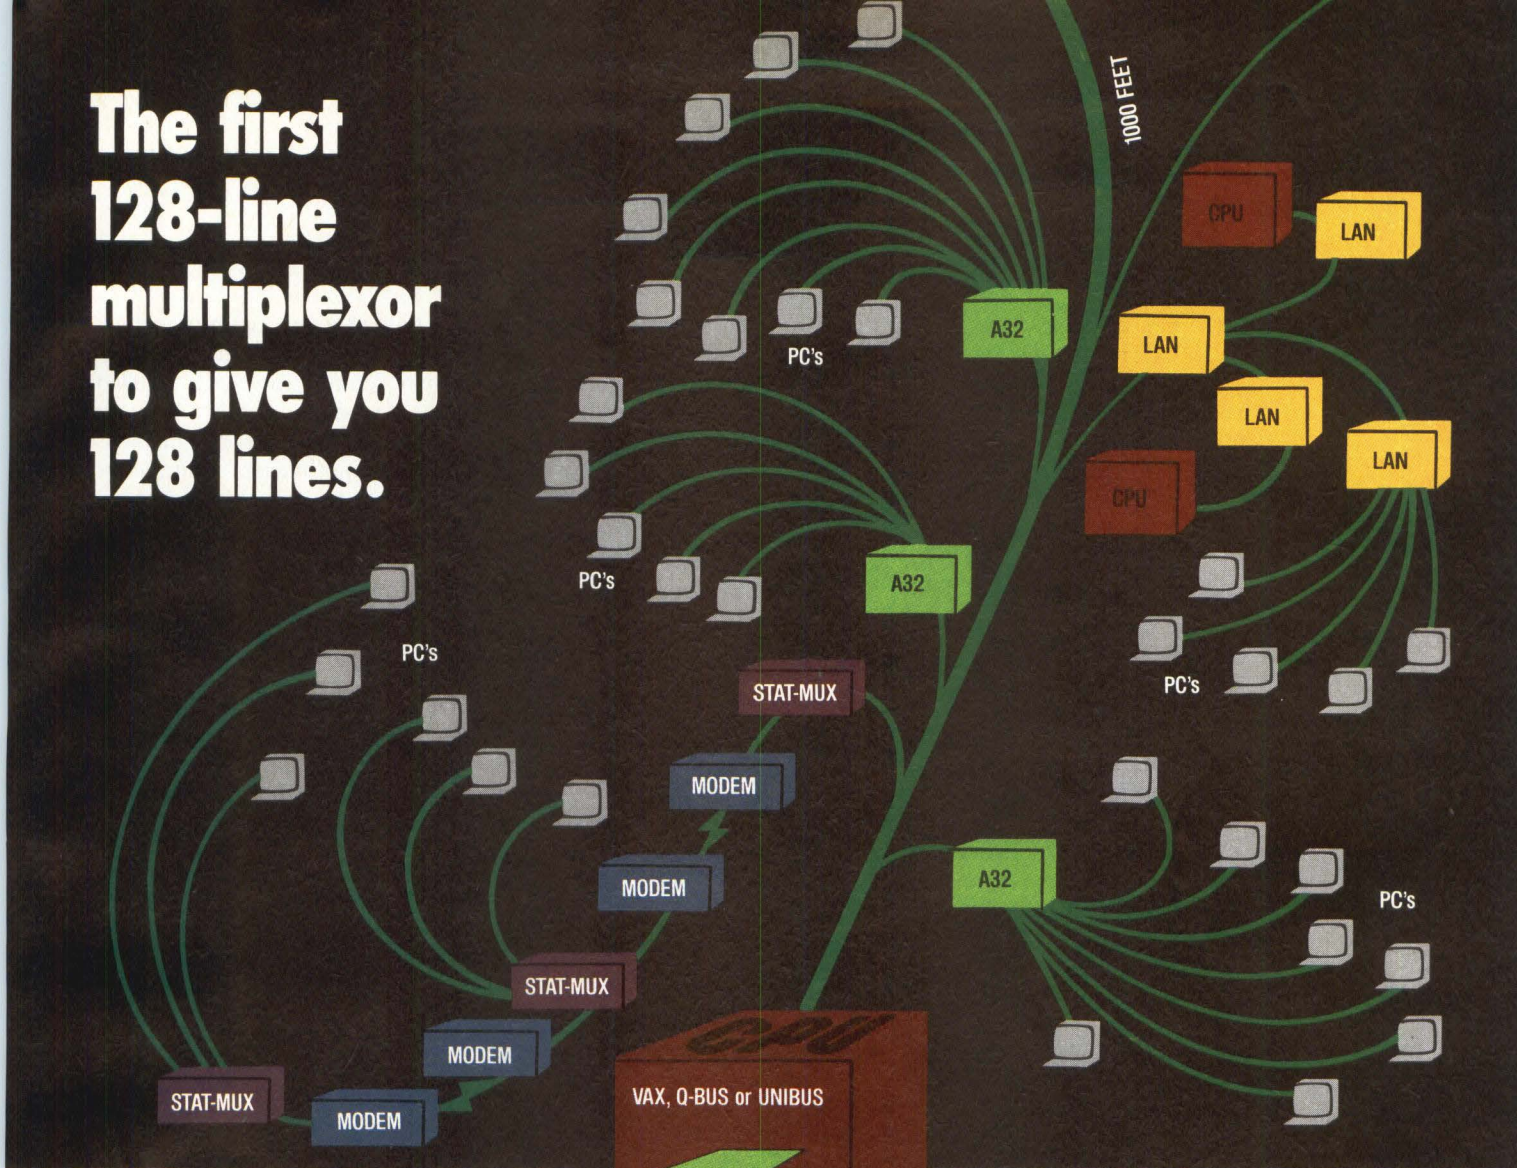 The first
128-line
multiplexor
to give you
128 lines.
1000 FEET
CPU
LAN
A32
LAN
PC's
LAN
LAN
CPU
PC's
A32
PC's
PC's
STAT-MUX
MODEM
MODEM
A32
PC's
STAT-MUX
CPU
MODEM
VAX, Q-BUS or UNIBUS
STAT-MUX
MODEM